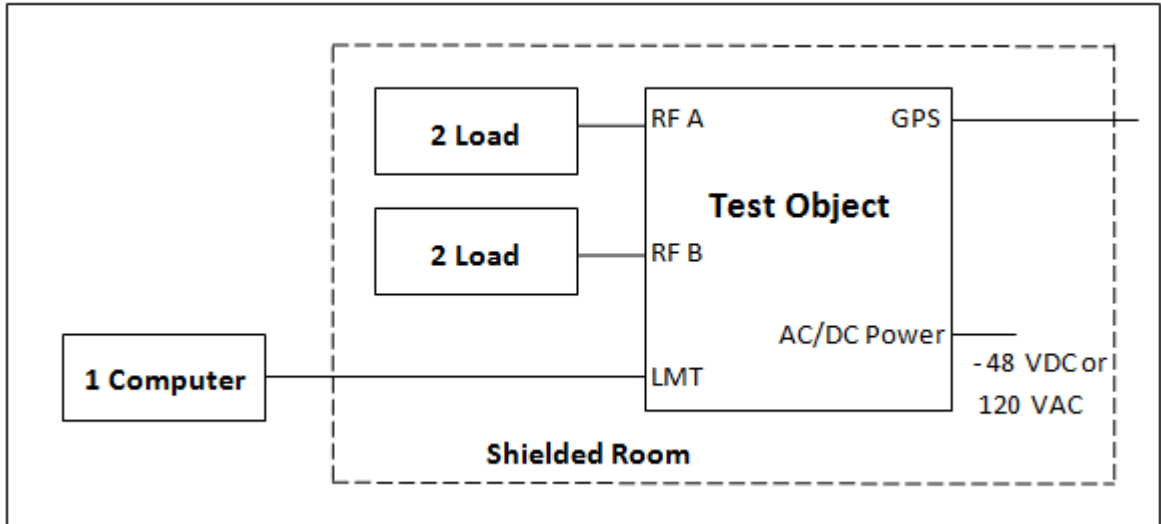 2 Load
RF A
GPS
Test Object
2 Load
RF B
AC/DC Power
-48 VDC or
120 VAC
1 Computer
LMT
Shielded Room